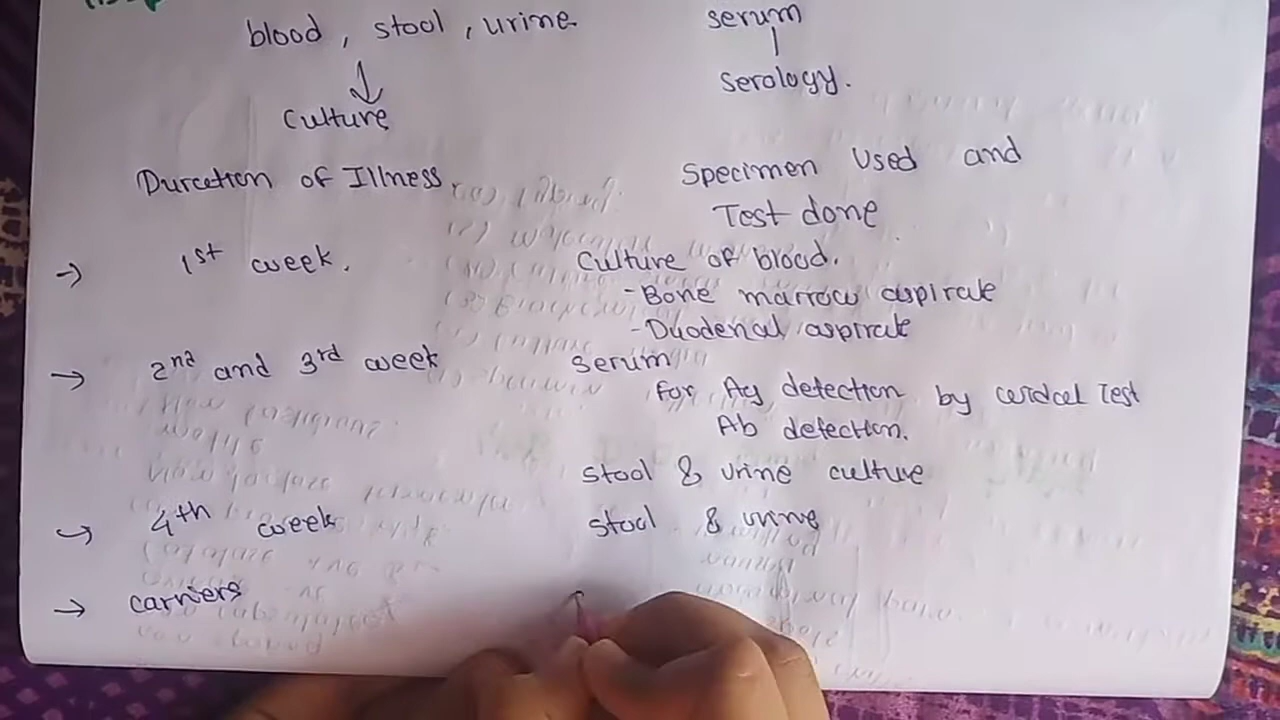 blood, stool, urine serum
Serology.
Culture
Duration of Illness Specimen Used and
Test done
→ 1st week. Culture of blood.
- Bone marrow aspirate
- Duodenal aspirate
→ 2nd and 3rd week Serum
for Ag detection by Test
Ab detection.
stool & urine culture
→ 4th week stool & urine
→ carriers